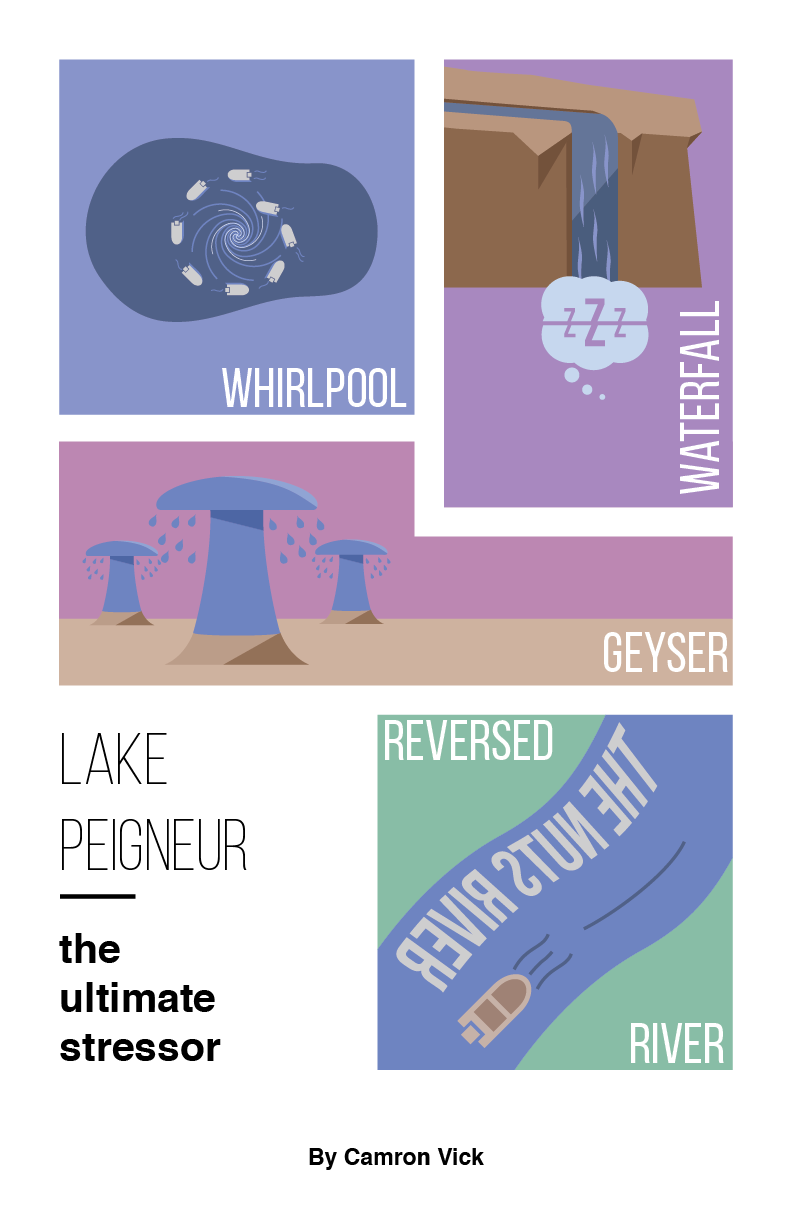 WHIRLPOOL
Z Z Z
WATERFALL
GEYSER
LAKE
PEIGNEUR
the
ultimate
stressor
REVERSED
THE NUTS RIVER
RIVER
By Camron Vick